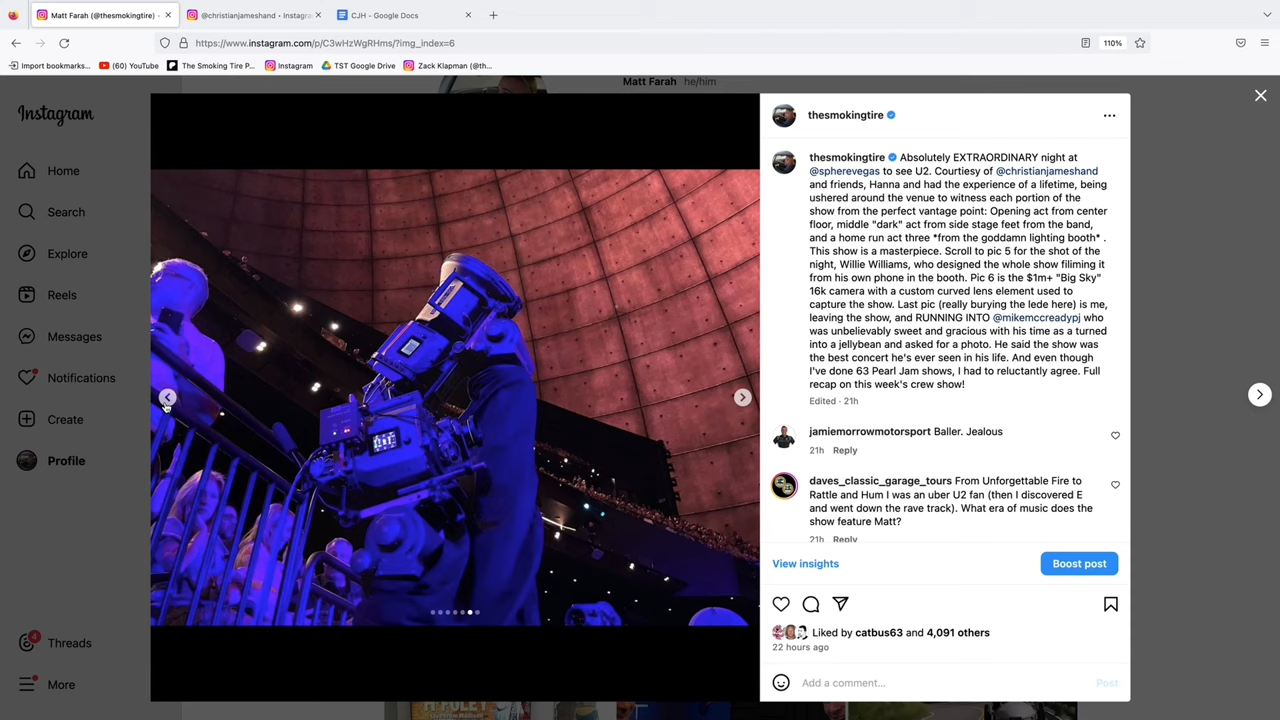 Matt Farah (@thesmokingtire) -
@christianjameshand • Instagra
CJH - Google Docs
https://www.instagram.com/p/C3wHzWgRHms/?img_index=6
110%
Import bookmarks...
(60) YouTube
The Smoking Tire P...
Instagram
TST Google Drive
Zack Klapman (@th...
Matt Farah he/him
Instagram
Home
Search
Explore
Reels
Messages
Notifications
Create
Profile
4
Threads
More
thesmokingtire
thesmokingtire Absolutely EXTRAORDINARY night at
@spherevegas to see U2. Courtesy of @christianjameshand
and friends, Hanna and had the experience of a lifetime, being
ushered around the venue to witness each portion of the
show from the perfect vantage point: Opening act from center
floor, middle "dark" act from side stage feet from the band,
and a home run act three *from the goddamn lighting booth* .
This show is a masterpiece. Scroll to pic 5 for the shot of the
night, Willie Williams, who designed the whole show filiming it
from his own phone in the booth. Pic 6 is the $1m+ "Big Sky"
16k camera with a custom curved lens element used to
capture the show. Last pic (really burying the lede here) is me,
leaving the show, and RUNNING INTO @mikemccreadypj who
was unbelievably sweet and gracious with his time as a turned
into a jellybean and asked for a photo. He said the show was
the best concert he's ever seen in his life. And even though
I've done 63 Pearl Jam shows, I had to reluctantly agree. Full
recap on this week's crew show!
Edited · 21h
jamiemorrowmotorsport Baller. Jealous
21h Reply
daves_classic_garage_tours From Unforgettable Fire to
Rattle and Hum I was an uber U2 fan (then I discovered E
and went down the rave track). What era of music does the
show feature Matt?
21h Reply
View insights
Boost post
Liked by catbus63 and 4,091 others
22 hours ago
Add a comment...
Post